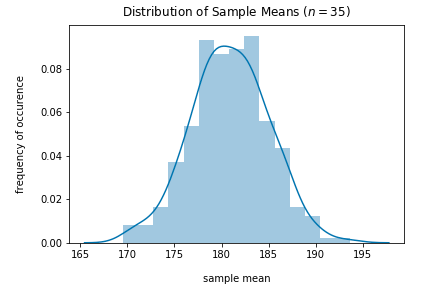 Distribution of Sample Means (n = 35)
frequency of occurence
0.08
0.06
0.04
0.02
0.00
165 170 175 180 185 190 195
sample mean